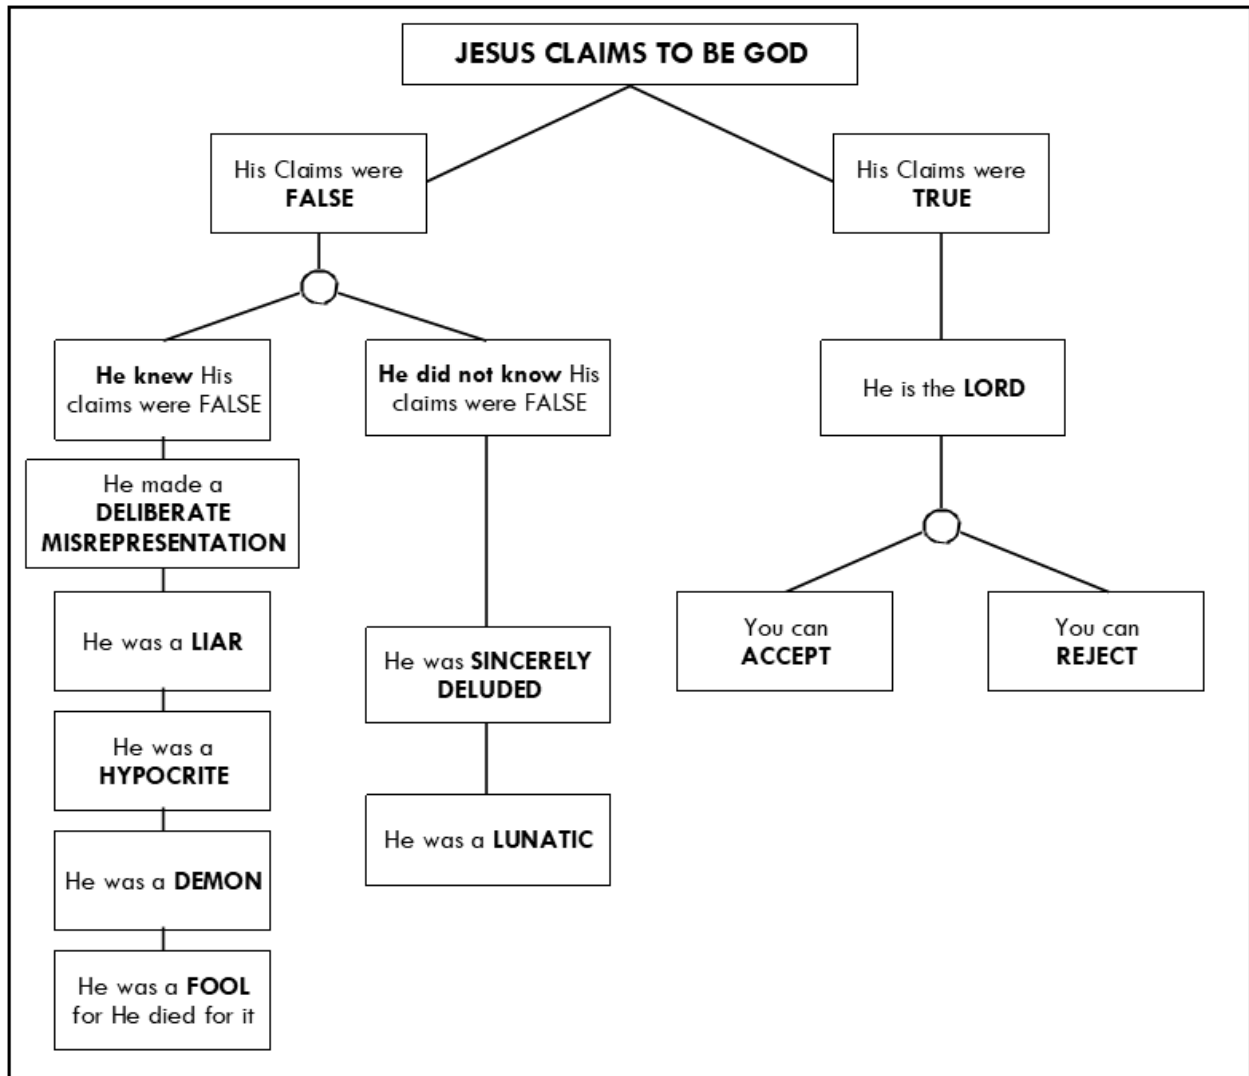 JESUS CLAIMS TO BE GOD
His Claims were
FALSE
His Claims were
TRUE
He knew His
claims were FALSE
He did not know His
claims were FALSE
He is the LORD
He made a
DELIBERATE
MISREPRESENTATION
He was a LIAR
He was SINCERELY
DELUDED
You can
ACCEPT
You can
REJECT
He was a
HYPOCRITE
He was a LUNATIC
He was a DEMON
He was a FOOL
for He died for it